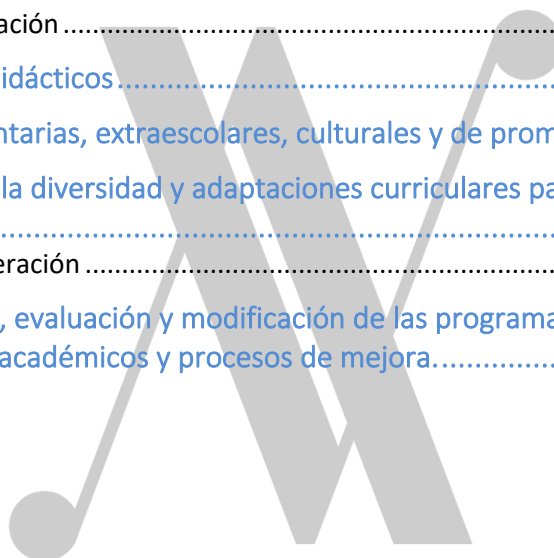 ación ........................................................
idácticos ..................................................
ntarias, extraescolares, culturales y de prom
la diversidad y adaptaciones curriculares pa
................................................................
eración ....................................................
, evaluación y modificación de las programa
académicos y procesos de mejora. .............